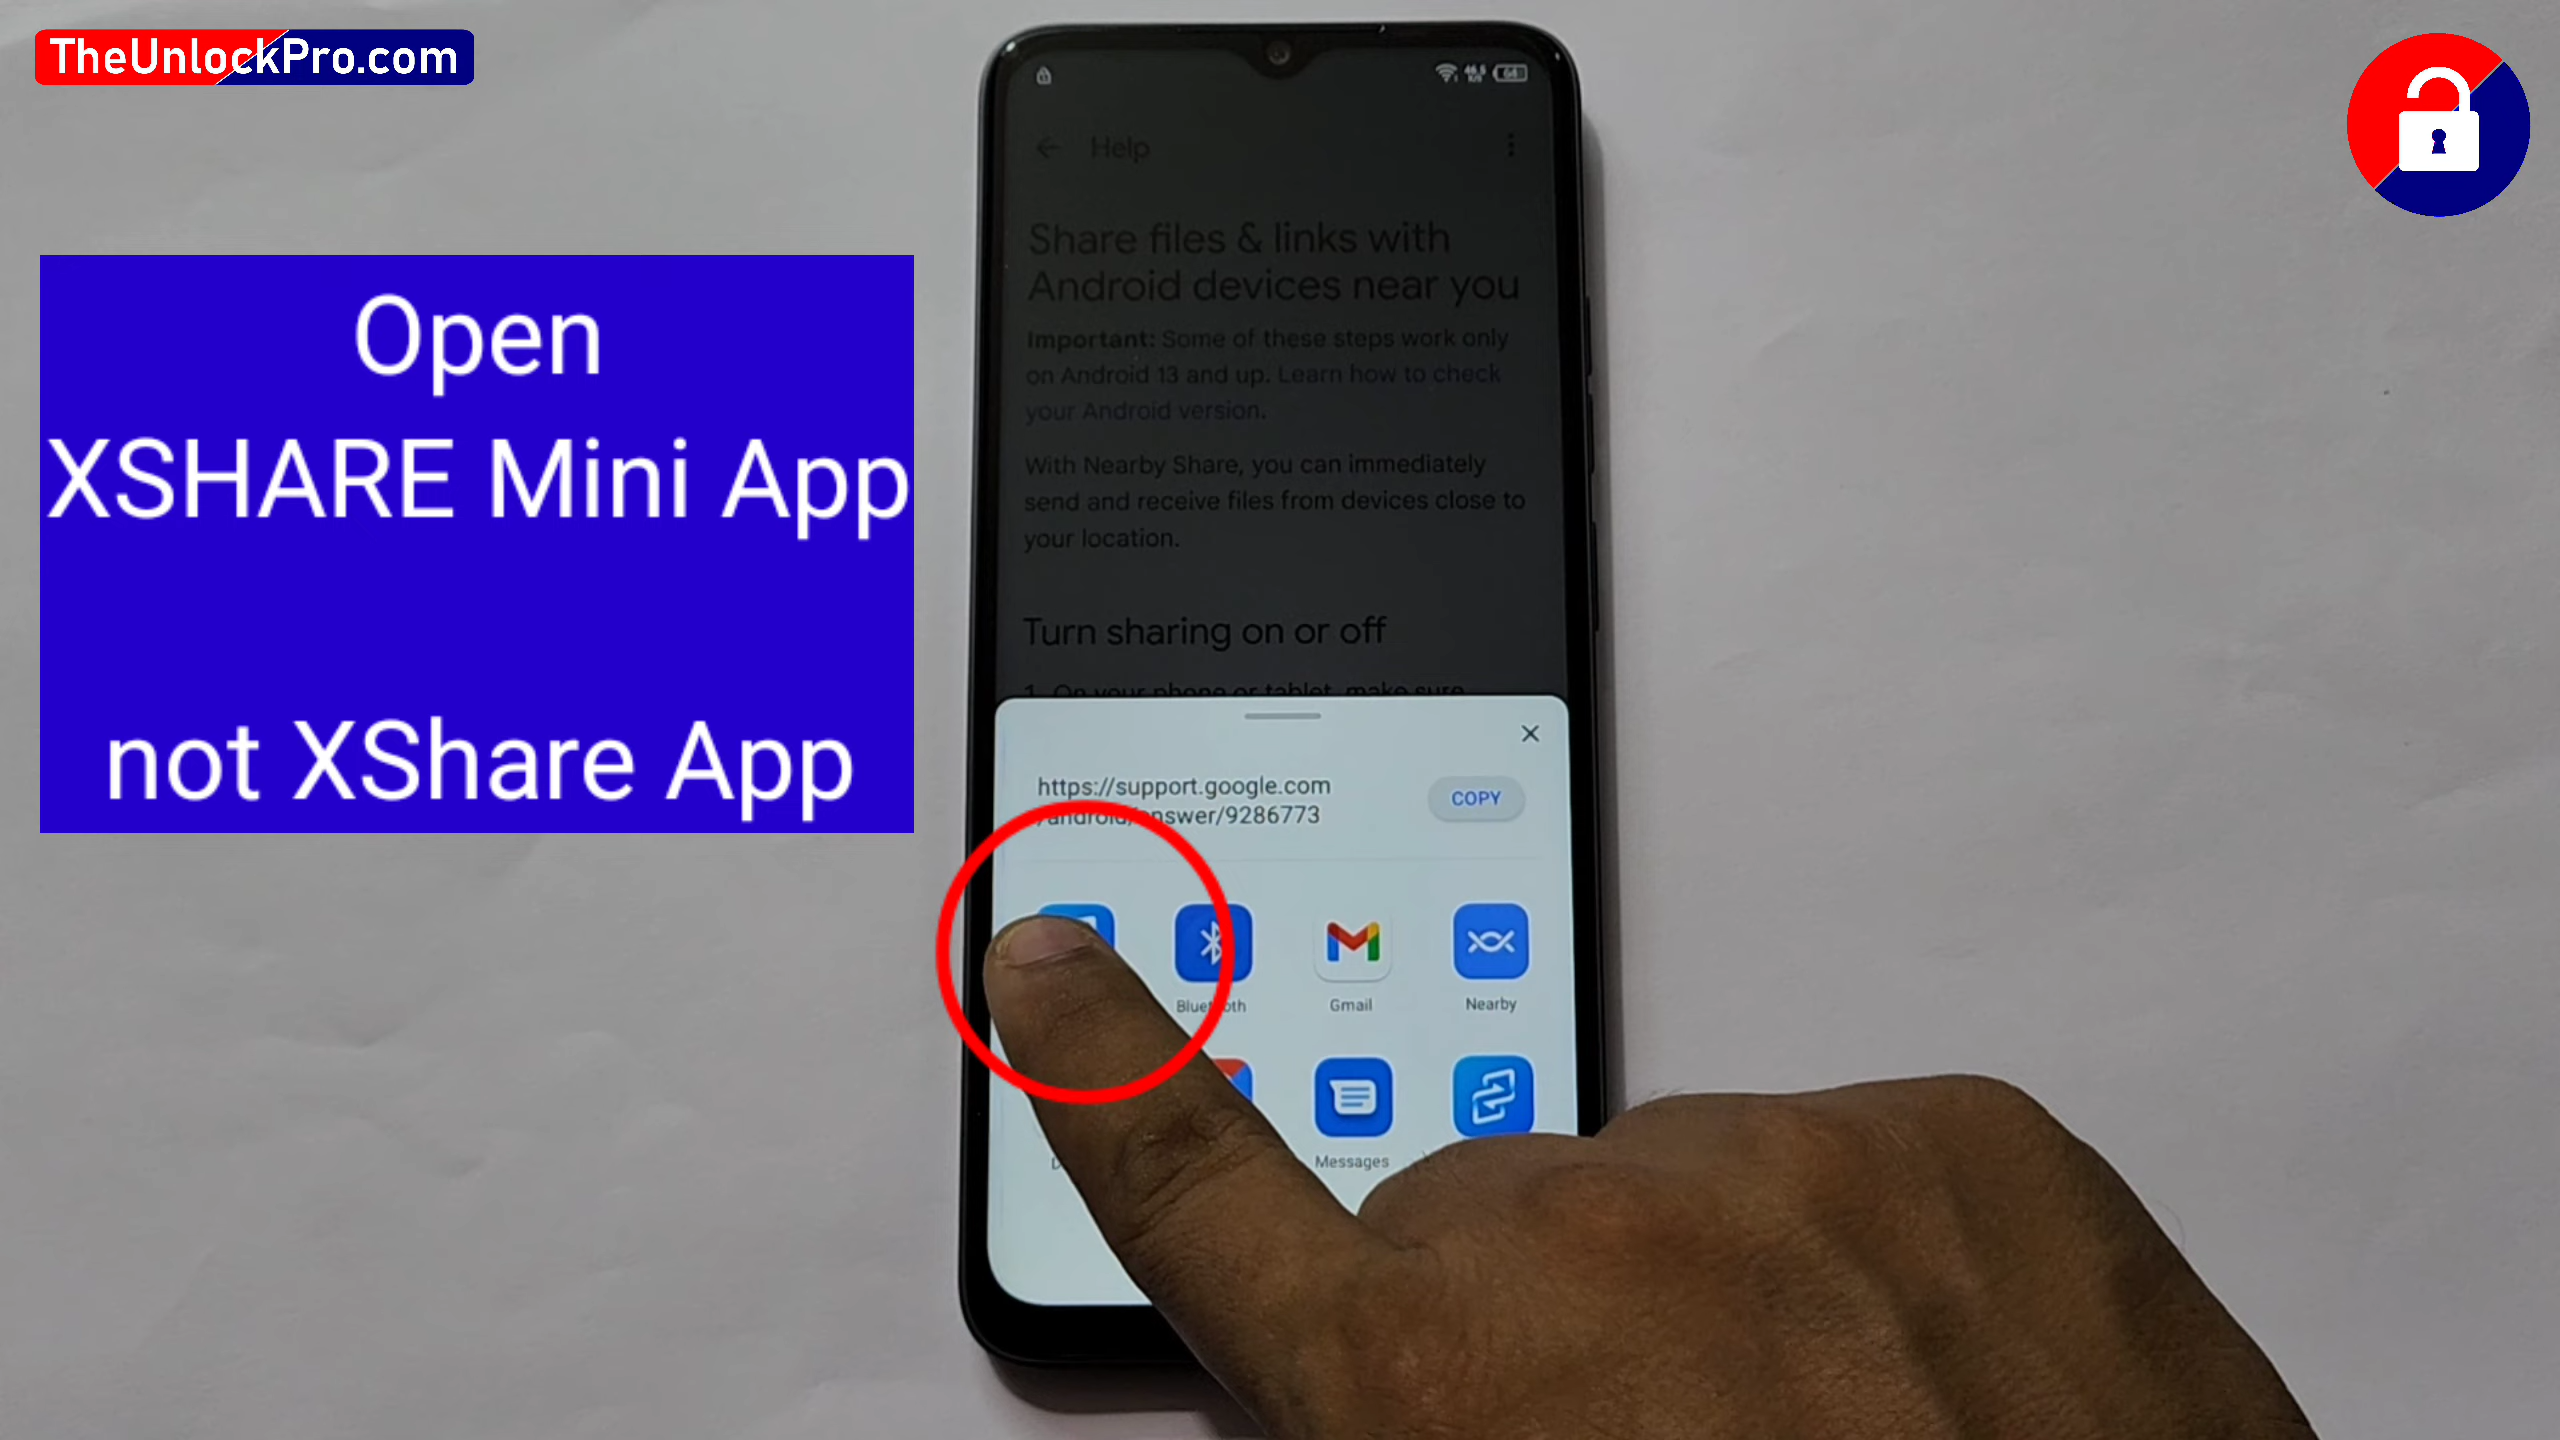 TheUnlockPro.com
Open
XSHARE Mini App
not XShare App
Help
Share files & links with
Android devices near you
Important: Some of these steps work only
on Android 13 and up. Learn how to check
your Android version.
With Nearby Share, you can immediately
send and receive files from devices close to
your location.
Turn sharing on or off
1. On your phone or tablet, make sure
https://support.google.com
/android/answer/9286773
COPY
Bluetooth
Gmail
Nearby
Messages